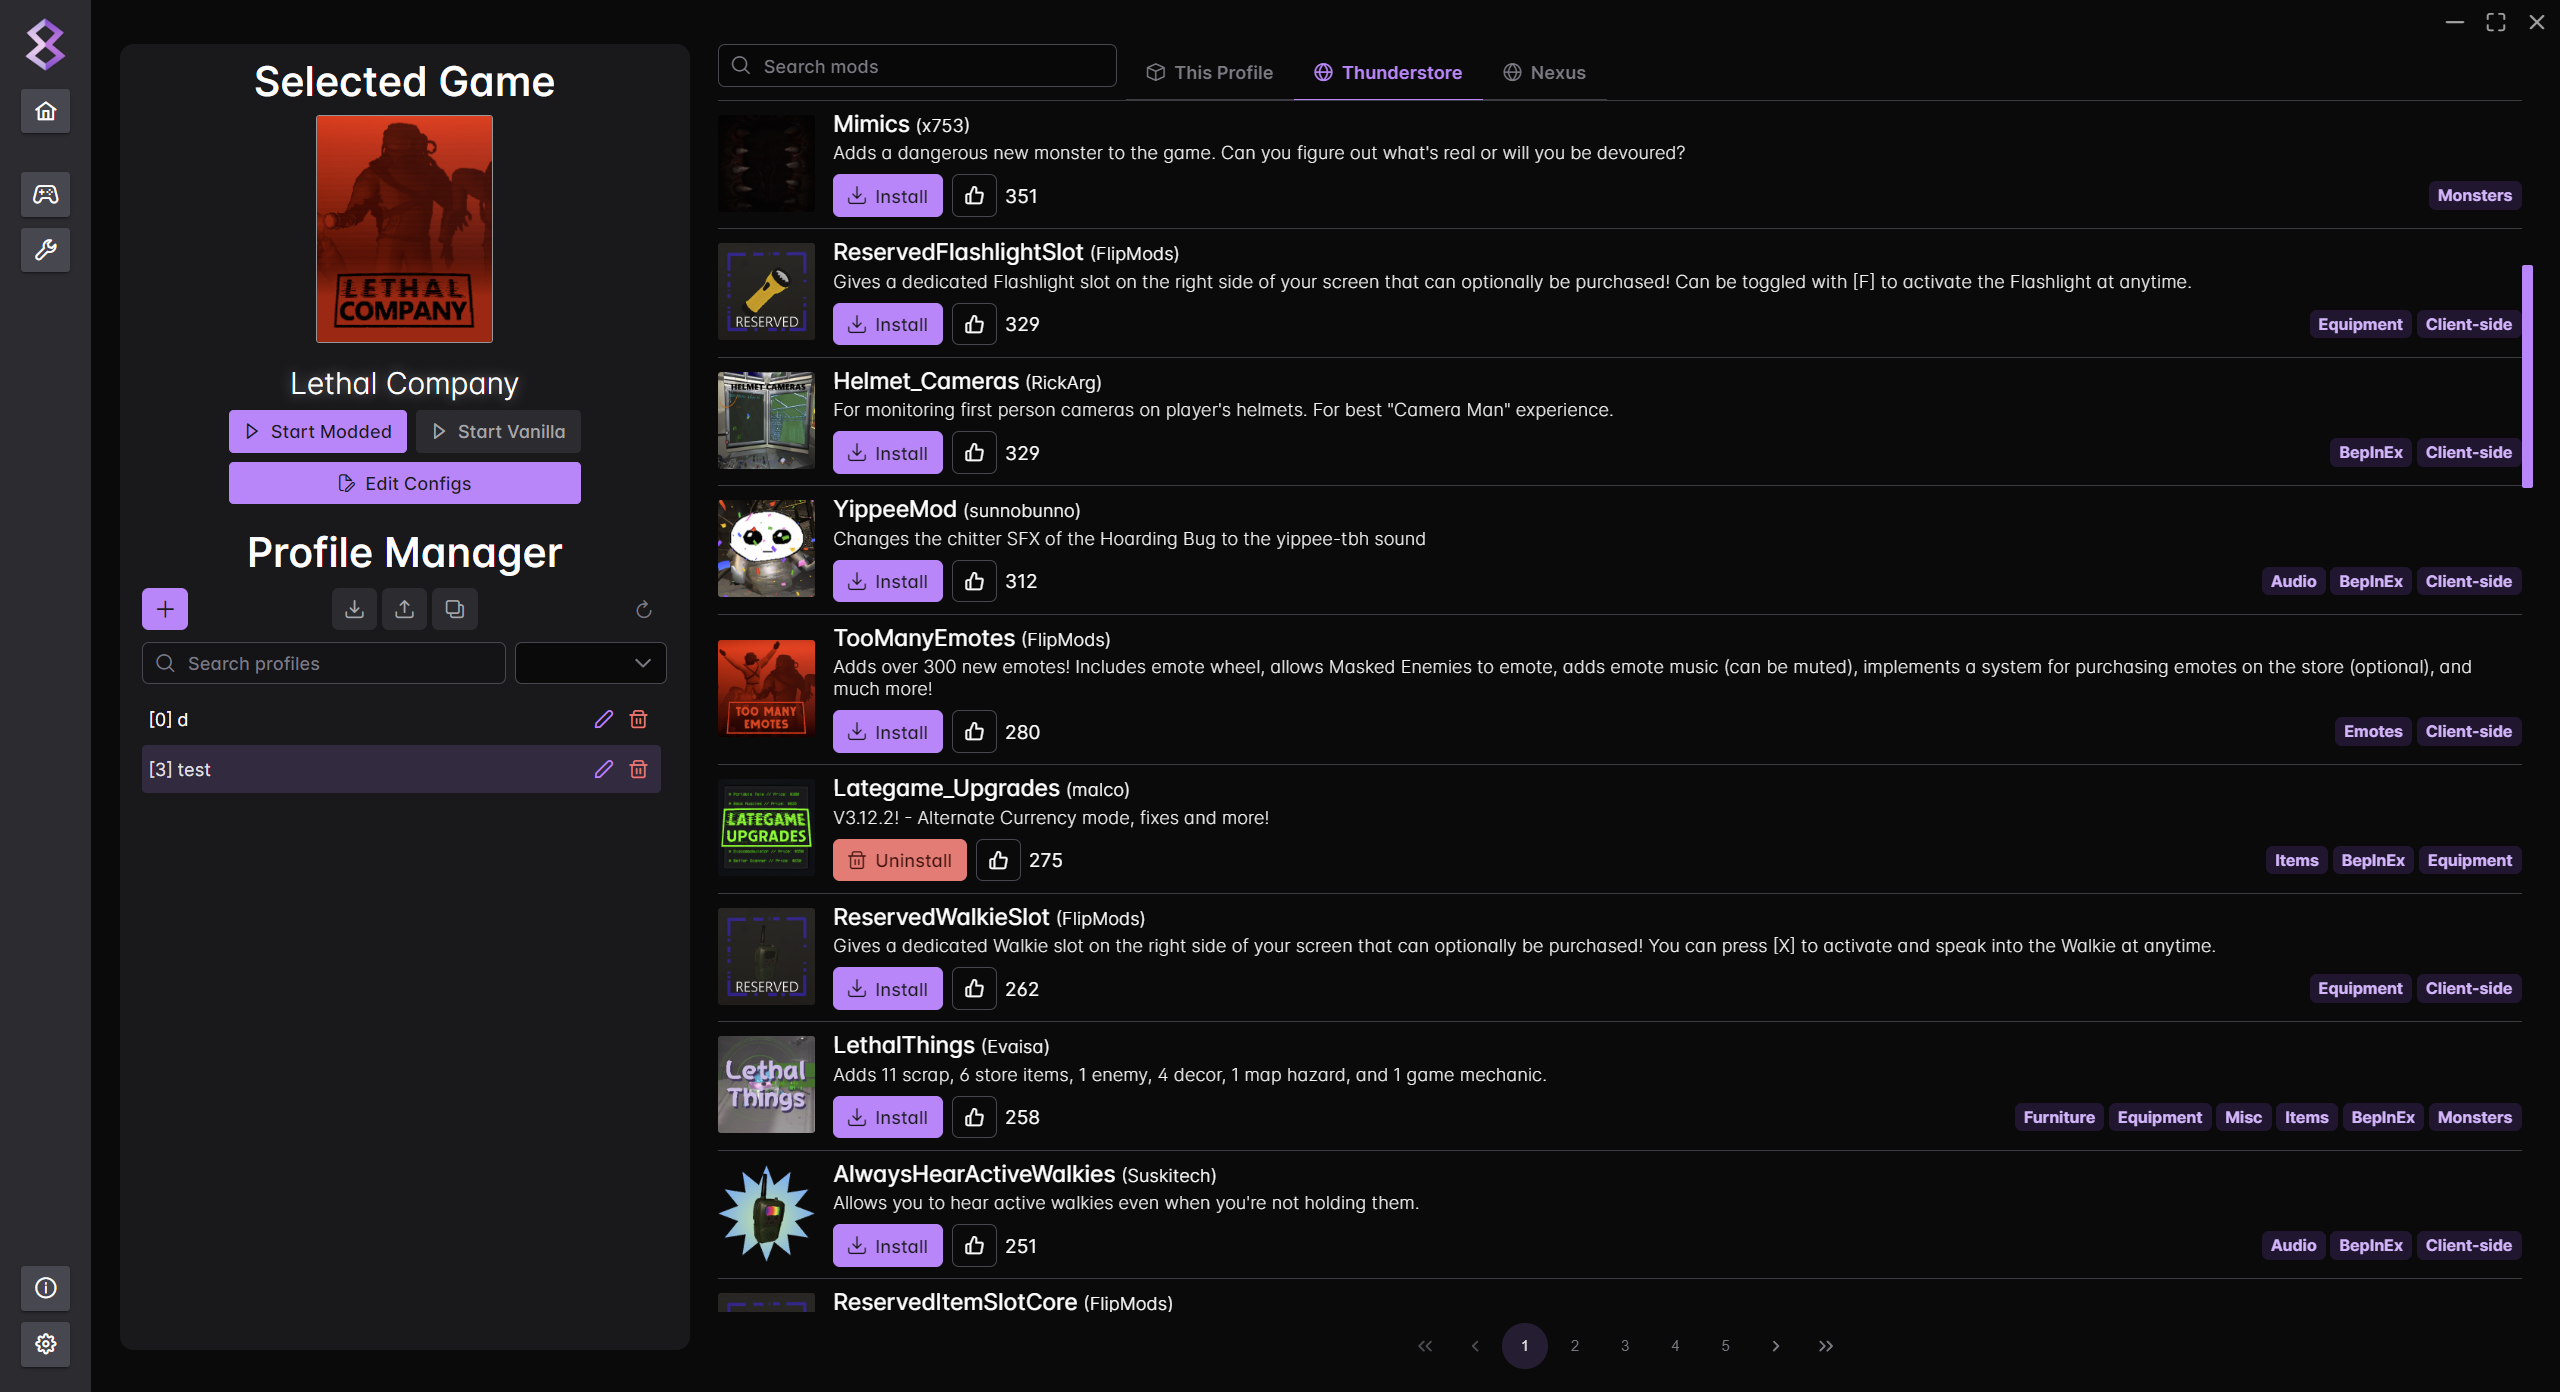 Selected Game
LETHAL
COMPANY
Lethal Company
Start Modded
Start Vanilla
Edit Configs
Profile Manager
Search profiles
[0] d
[3] test
Search mods
This Profile
Thunderstore
Nexus
Mimics (x753)
Adds a dangerous new monster to the game. Can you figure out what's real or will you be devoured?
Install
351
Monsters
RESERVED
ReservedFlashlightSlot (FlipMods)
Gives a dedicated Flashlight slot on the right side of your screen that can optionally be purchased! Can be toggled with [F] to activate the Flashlight at anytime.
Install
329
Equipment
Client-side
HELMET CAMERAS
Helmet_Cameras (RickArg)
For monitoring first person cameras on player's helmets. For best "Camera Man" experience.
Install
329
BepInEx
Client-side
YippeeMod (sunnobunno)
Changes the chitter SFX of the Hoarding Bug to the yippee-tbh sound
Install
312
Audio
BepInEx
Client-side
TOO MANY
EMOTES
TooManyEmotes (FlipMods)
Adds over 300 new emotes! Includes emote wheel, allows Masked Enemies to emote, adds emote music (can be muted), implements a system for purchasing emotes on the store (optional), and
much more!
Install
280
Emotes
Client-side
LATEGAME
UPGRADES
Lategame_Upgrades (malco)
V3.12.2! - Alternate Currency mode, fixes and more!
Uninstall
275
Items
BepInEx
Equipment
RESERVED
ReservedWalkieSlot (FlipMods)
Gives a dedicated Walkie slot on the right side of your screen that can optionally be purchased! You can press [X] to activate and speak into the Walkie at anytime.
Install
262
Equipment
Client-side
Lethal
Things
LethalThings (Evaisa)
Adds 11 scrap, 6 store items, 1 enemy, 4 decor, 1 map hazard, and 1 game mechanic.
Install
258
Furniture
Equipment
Misc
Items
BepInEx
Monsters
AlwaysHearActiveWalkies (Suskitech)
Allows you to hear active walkies even when you're not holding them.
Install
251
Audio
BepInEx
Client-side
ReservedItemSlotCore (FlipMods)
1
2
3
4
5